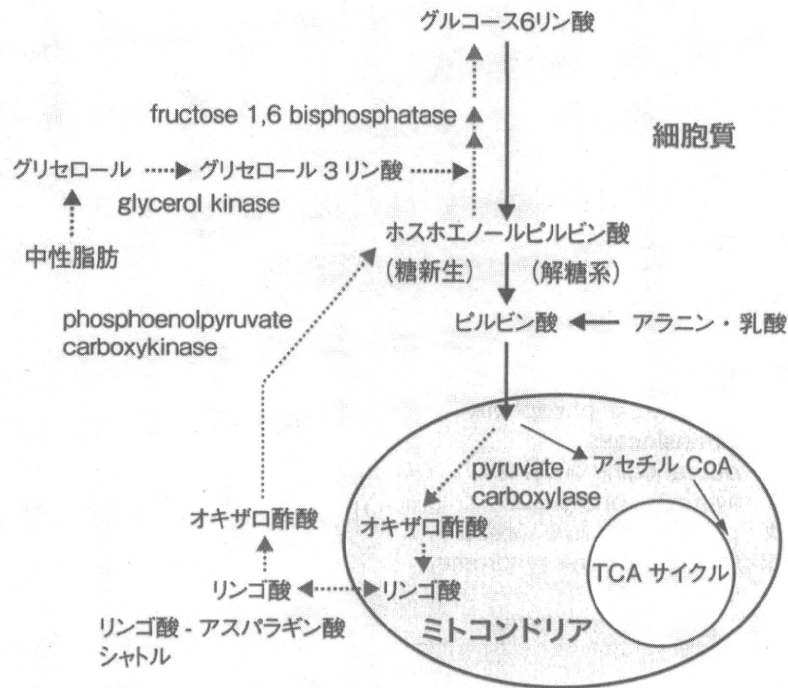 グルコース6リン酸
fructose 1,6 bisphosphatase
細胞質
グリセロール
グリセロール 3 リン酸
glycerol kinase
中性脂肪
ホスホエノールピルビン酸
(糖新生)
(解糖系)
phosphoenolpyruvate
carboxykinase
ピルビン酸
アラニン・乳酸
pyruvate
carboxylase
アセチル CoA
オキザロ酢酸
オキザロ酢酸
TCA サイクル
リンゴ酸
リンゴ酸
リンゴ酸 - アスパラギン酸
シャトル
ミトコンドリア